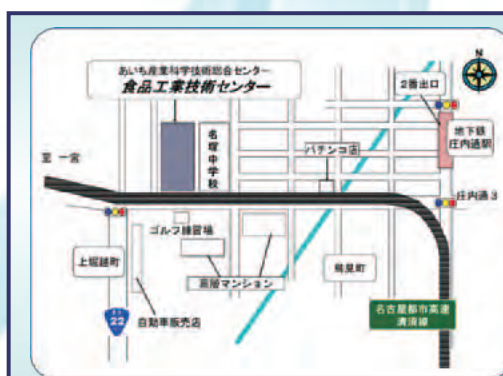 あいち産業科学技術総合センター
食品工業技術センター
2番出口
地下鉄
庄内通駅
名塚中学校
パチンコ店
至 一宮
庄内通3
ゴルフ練習場
上堀越町
高層マンション
鳥見町
22
自動車販売店
名古屋都市高速
清須線